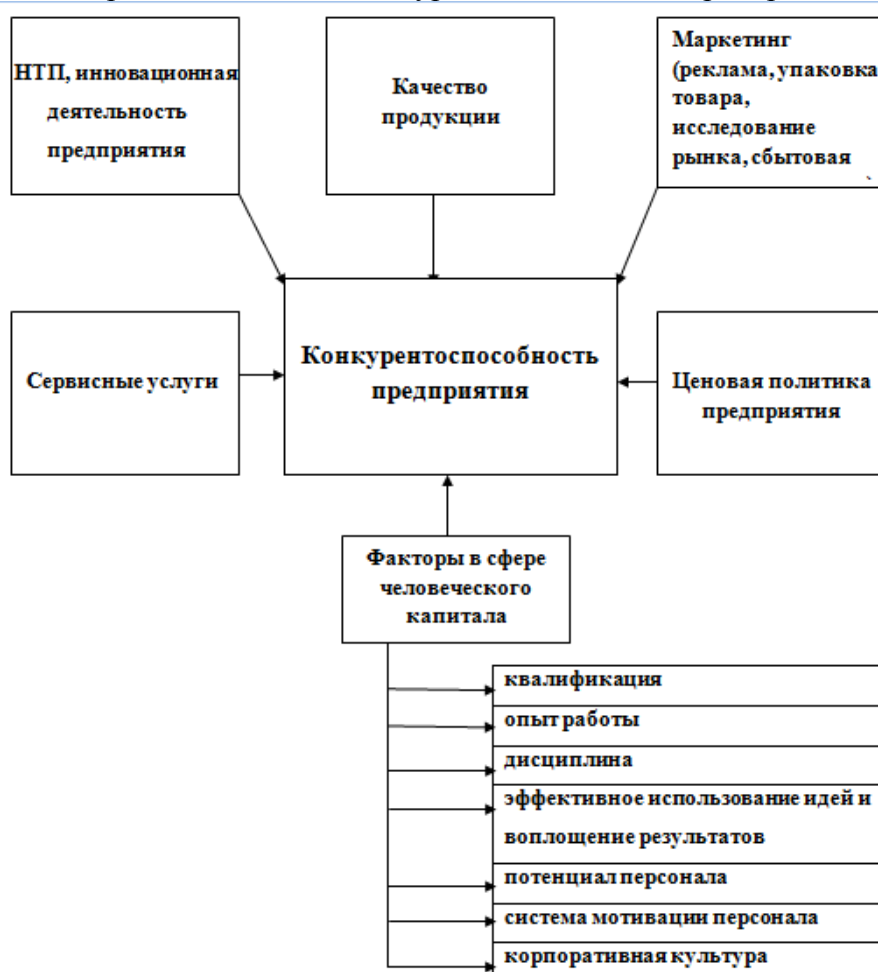 НТП, инновационная
деятельность
предприятия
Качество
продукции
Маркетинг
(реклама, упаковка
товара,
исследование
рынка, сбытовая
Сервисные услуги
Конкурентоспособность
предприятия
Ценовая политика
предприятия
Факторы в сфере
человеческого
капитала
квалификация
опыт работы
дисциплина
эффективное использование идей и
воплощение результатов
потенциал персонала
система мотивации персонала
корпоративная культура